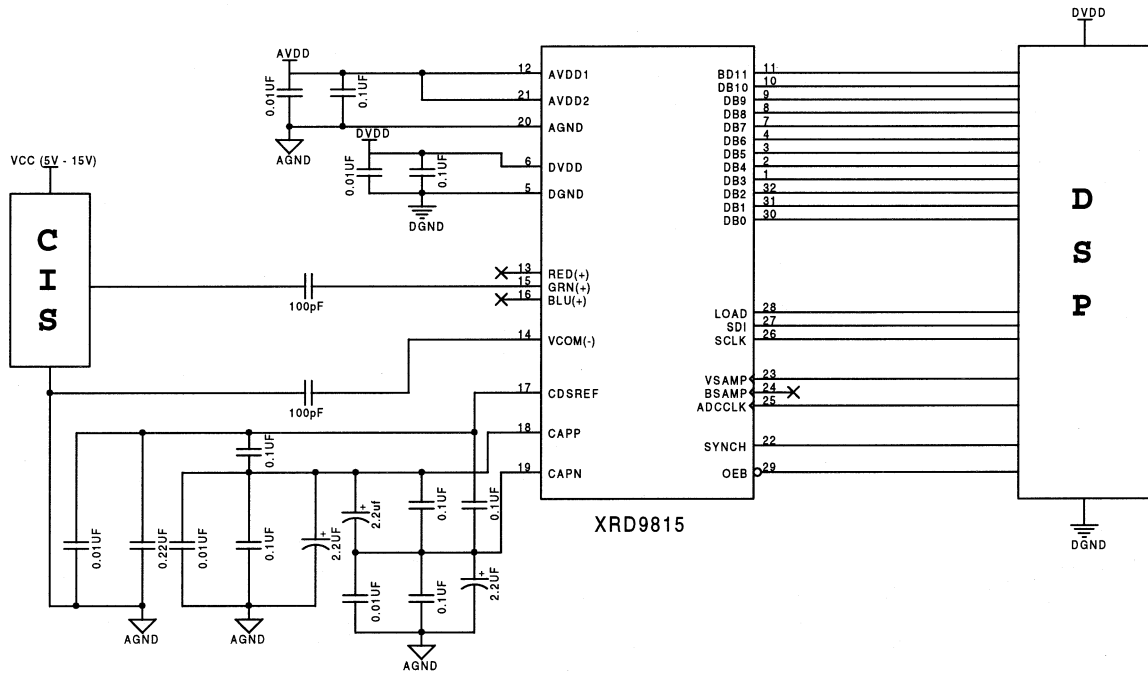 DVDD
AVDD
0.01UF
0.1UF
12
AVDD1
21
AVDD2
20
AGND
AGND
DVDD
0.01UF
0.1UF
6
DVDD
5
DGND
DGND
VCC (5V - 15V)
CIS
100pF
13
RED(+)
15
GRN(+)
16
BLU(+)
14
VCOM(-)
100pF
17
CDSREF
18
CAPP
19
CAPN
0.1UF
0.01UF
0.22UF
0.01UF
0.1UF
2.2UF
2.2uf
+
+
0.1UF
0.1UF
0.01UF
0.1UF
2.2UF
+
AGND
AGND
AGND
BD11
11
DB10
10
DB9
9
DB8
8
DB7
7
DB6
4
DB5
3
DB4
2
DB3
1
DB2
32
DB1
31
DB0
30
LOAD
28
SDI
27
SCLK
26
VSAMP
23
BSAMP
24
ADCCLK
25
SYNCH
22
OEB
29
XRD9815
DSP
DGND